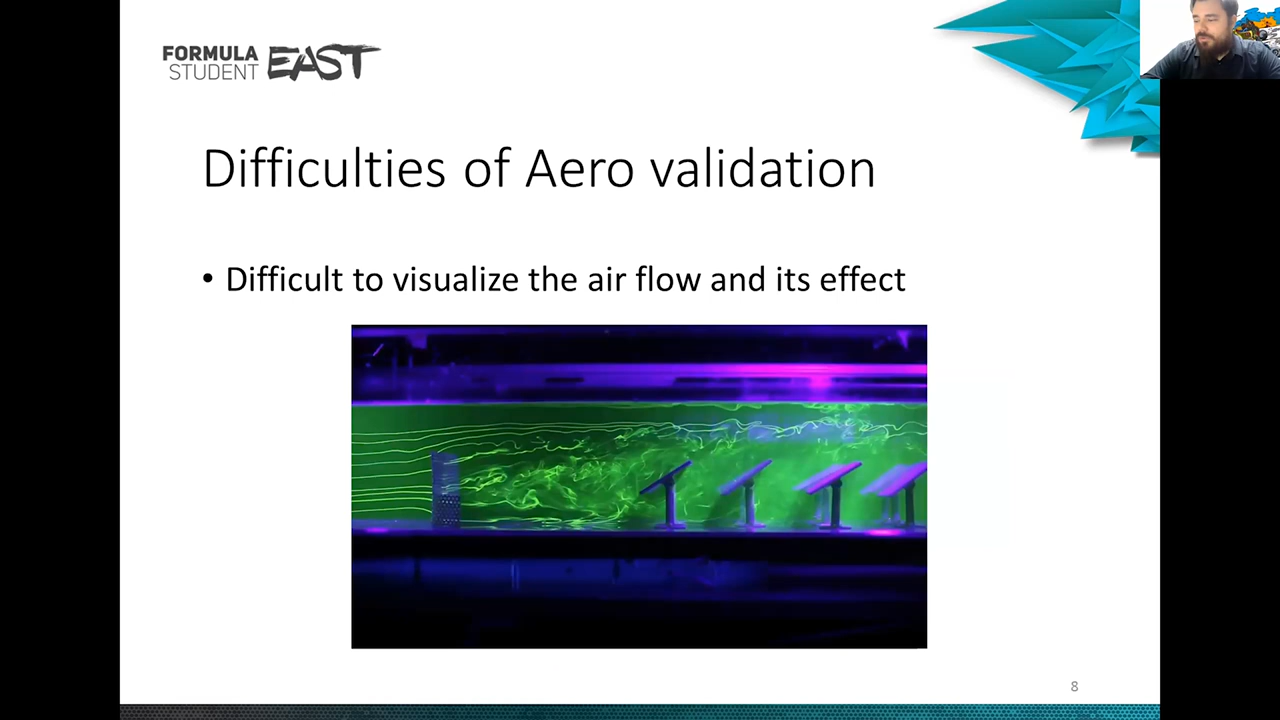 FORMULA
STUDENT EAST
Difficulties of Aero validation
• Difficult to visualize the air flow and its effect
8